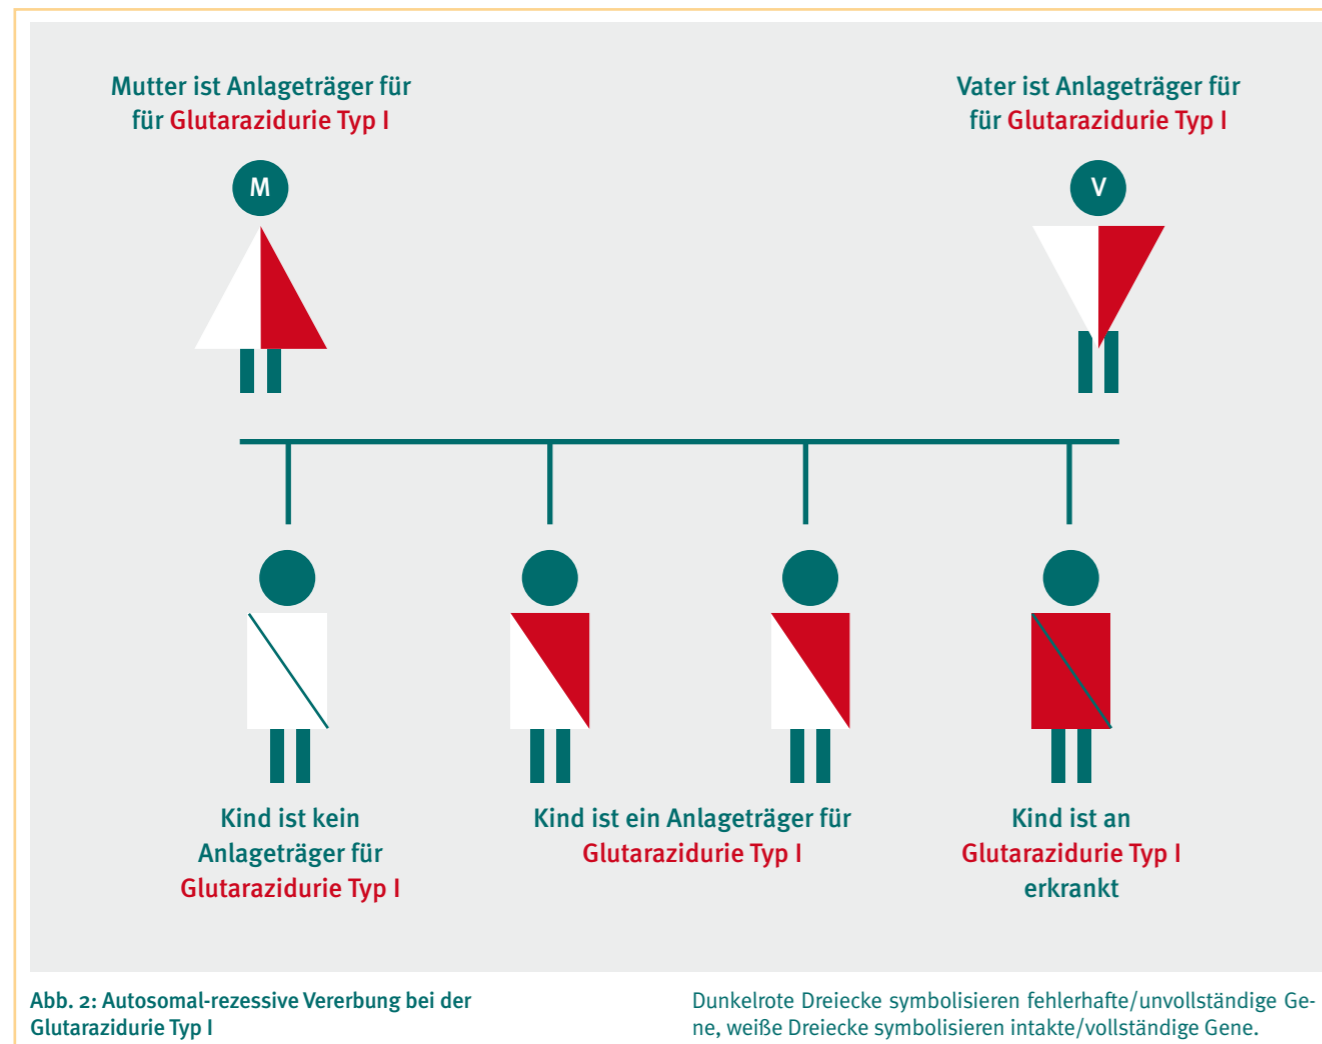 Mutter ist Anlageträger für
für Glutarazidurie Typ I
Vater ist Anlageträger für
für Glutarazidurie Typ I
M
V
Kind ist kein
Anlageträger für
Glutarazidurie Typ I
Kind ist ein Anlageträger für
Glutarazidurie Typ I
Kind ist an
Glutarazidurie Typ I
erkrankt
Abb. 2: Autosomal-rezessive Vererbung bei der
Glutarazidurie Typ I
Dunkelrote Dreiecke symbolisieren fehlerhafte/unvollständige Ge-
ne, weiße Dreiecke symbolisieren intakte/vollständige Gene.